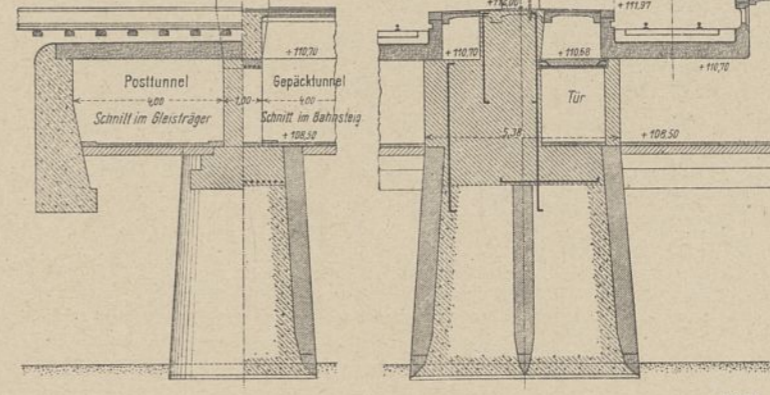 +111,97
+110,70
+110,70
+110,68
+110,70
Posttunnel
Gepäcktunnel
4,00
1,00
4,00
Tür
Schnitt im Gleisträger
Schnitt im Bahnsteig
+108,50
5,38
+108,50